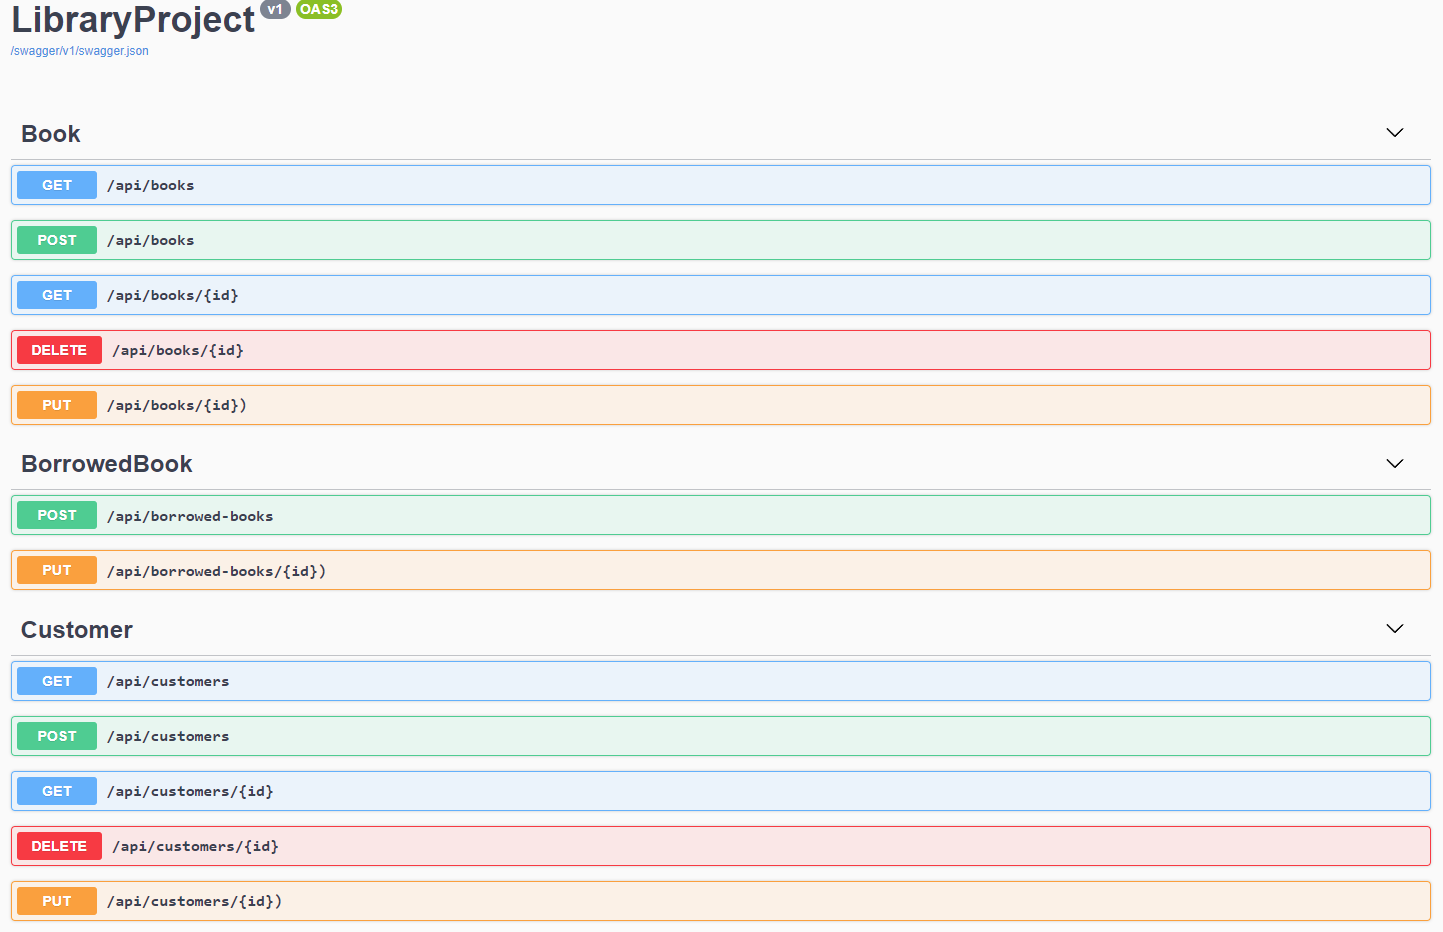 LibraryProject v1 OAS3
/swagger/v1/swagger.json
Book
GET /api/books
POST /api/books
GET /api/books/{id}
DELETE /api/books/{id}
PUT /api/books/{id})
BorrowedBook
POST /api/borrowed-books
PUT /api/borrowed-books/{id})
Customer
GET /api/customers
POST /api/customers
GET /api/customers/{id}
DELETE /api/customers/{id}
PUT /api/customers/{id})